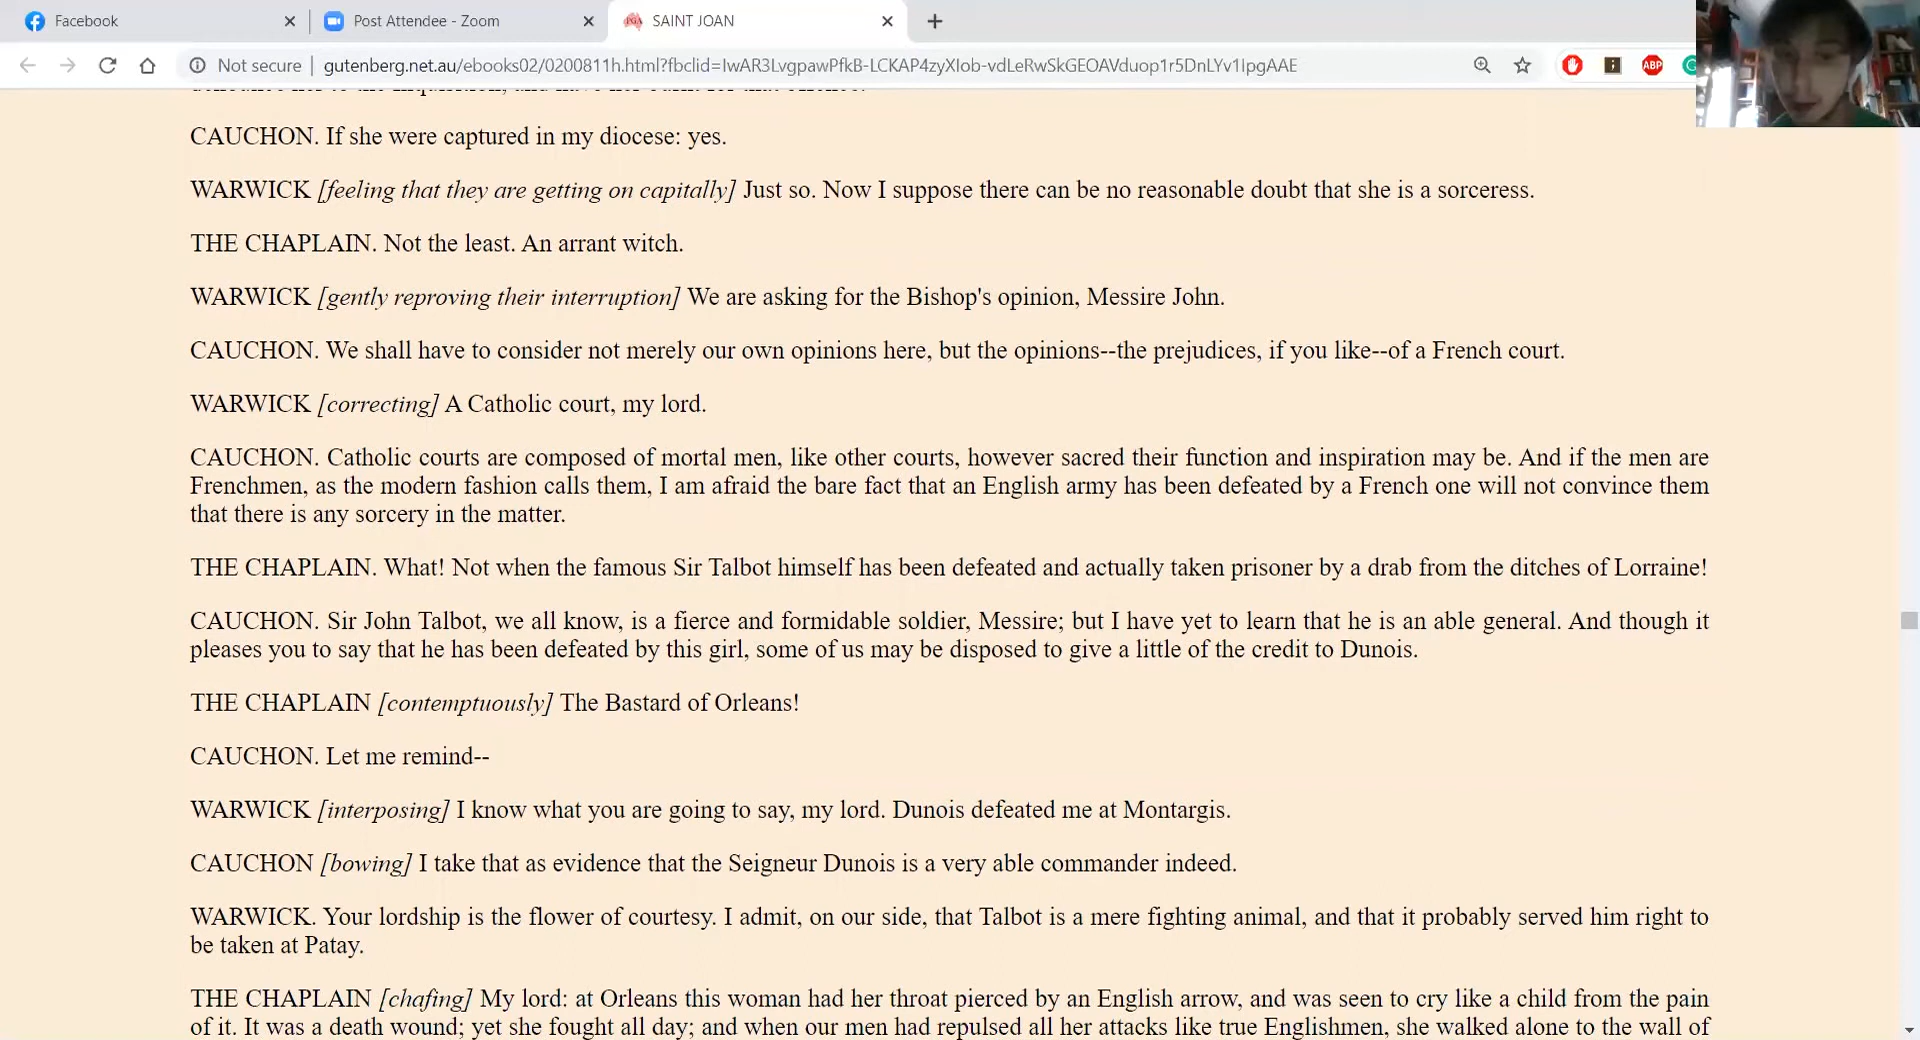 Facebook
Post Attendee - Zoom
SAINT JOAN
Not secure
gutenberg.net.au/ebooks02/0200811h.html?fbclid=IwAR3LvgpawPfkB-LCKAP4zyXIob-vdLeRwSkGEOAVduop1r5DnLYv1IpgAAE
ABP
CAUCHON. If she were captured in my diocese: yes.
WARWICK [feeling that they are getting on capitally] Just so. Now I suppose there can be no reasonable doubt that she is a sorceress.
THE CHAPLAIN. Not the least. An arrant witch.
WARWICK [gently reproving their interruption] We are asking for the Bishop's opinion, Messire John.
CAUCHON. We shall have to consider not merely our own opinions here, but the opinions--the prejudices, if you like--of a French court.
WARWICK [correcting] A Catholic court, my lord.
CAUCHON. Catholic courts are composed of mortal men, like other courts, however sacred their function and inspiration may be. And if the men are
Frenchmen, as the modern fashion calls them, I am afraid the bare fact that an English army has been defeated by a French one will not convince them
that there is any sorcery in the matter.
THE CHAPLAIN. What! Not when the famous Sir Talbot himself has been defeated and actually taken prisoner by a drab from the ditches of Lorraine!
CAUCHON. Sir John Talbot, we all know, is a fierce and formidable soldier, Messire; but I have yet to learn that he is an able general. And though it
pleases you to say that he has been defeated by this girl, some of us may be disposed to give a little of the credit to Dunois.
THE CHAPLAIN [contemptuously] The Bastard of Orleans!
CAUCHON. Let me remind--
WARWICK [interposing] I know what you are going to say, my lord. Dunois defeated me at Montargis.
CAUCHON [bowing] I take that as evidence that the Seigneur Dunois is a very able commander indeed.
WARWICK. Your lordship is the flower of courtesy. I admit, on our side, that Talbot is a mere fighting animal, and that it probably served him right to
be taken at Patay.
THE CHAPLAIN [chafing] My lord: at Orleans this woman had her throat pierced by an English arrow, and was seen to cry like a child from the pain
of it. It was a death wound; yet she fought all day; and when our men had repulsed all her attacks like true Englishmen, she walked alone to the wall of